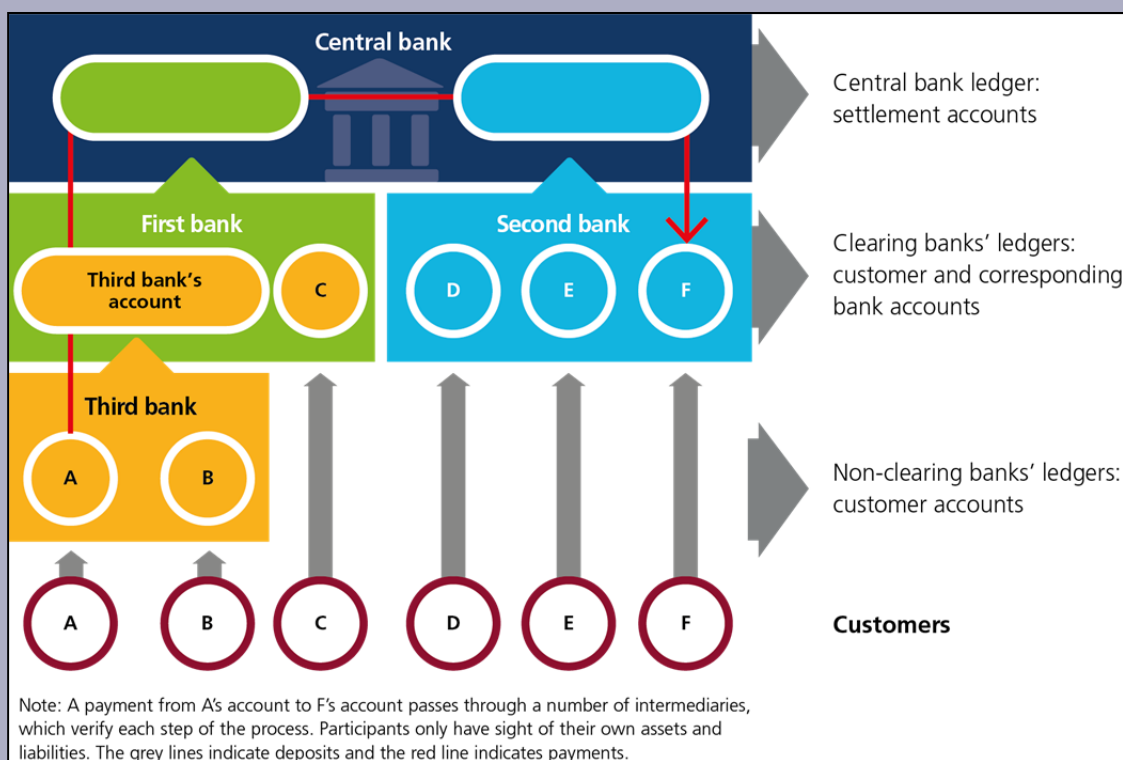 Central bank
Central bank ledger:
settlement accounts
First bank
Second bank
Third bank's
account
C
D
E
F
Clearing banks' ledgers:
customer and corresponding
bank accounts
Third bank
A
B
Non-clearing banks' ledgers:
customer accounts
A
B
C
D
E
F
Customers
Note: A payment from A's account to F's account passes through a number of intermediaries,
which verify each step of the process. Participants only have sight of their own assets and
liabilities. The grey lines indicate deposits and the red line indicates payments.